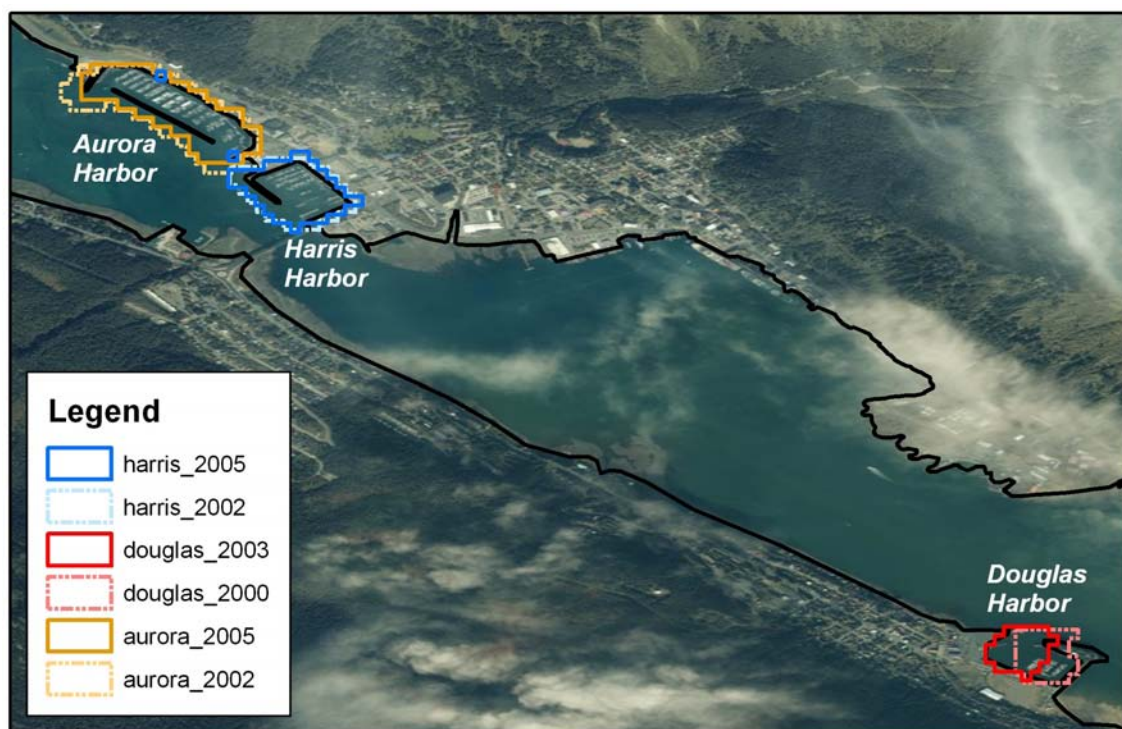 Aurora
Harbor
Harris
Harbor
Legend
harris_2005
harris_2002
douglas_2003
douglas_2000
aurora_2005
aurora_2002
Douglas
Harbor